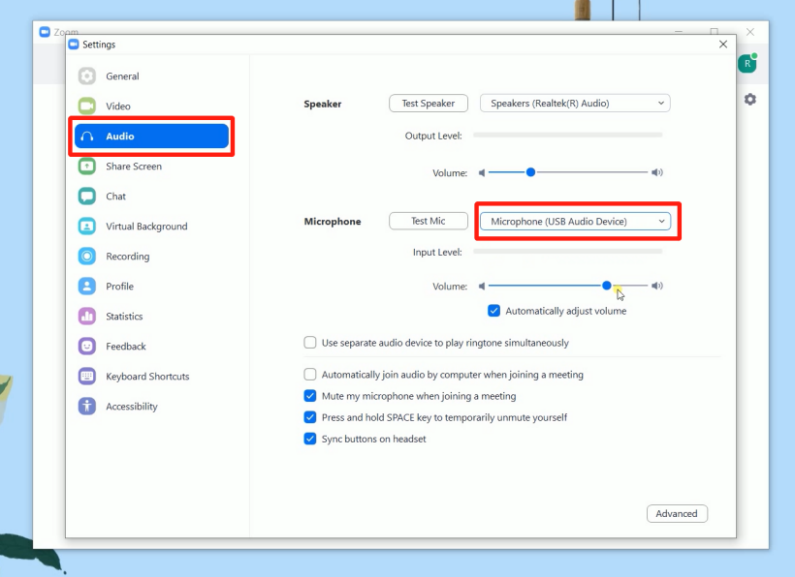 Zoom
Settings
R
General
Video
Audio
Share Screen
Chat
Virtual Background
Recording
Profile
Statistics
Feedback
Keyboard Shortcuts
Accessibility
Speaker Test Speaker Speakers (Realtek(R) Audio)
Output Level:
Volume:
Microphone Test Mic Microphone (USB Audio Device)
Input Level:
Volume:
Automatically adjust volume
Use separate audio device to play ringtone simultaneously
Automatically join audio by computer when joining a meeting
Mute my microphone when joining a meeting
Press and hold SPACE key to temporarily unmute yourself
Sync buttons on headset
Advanced